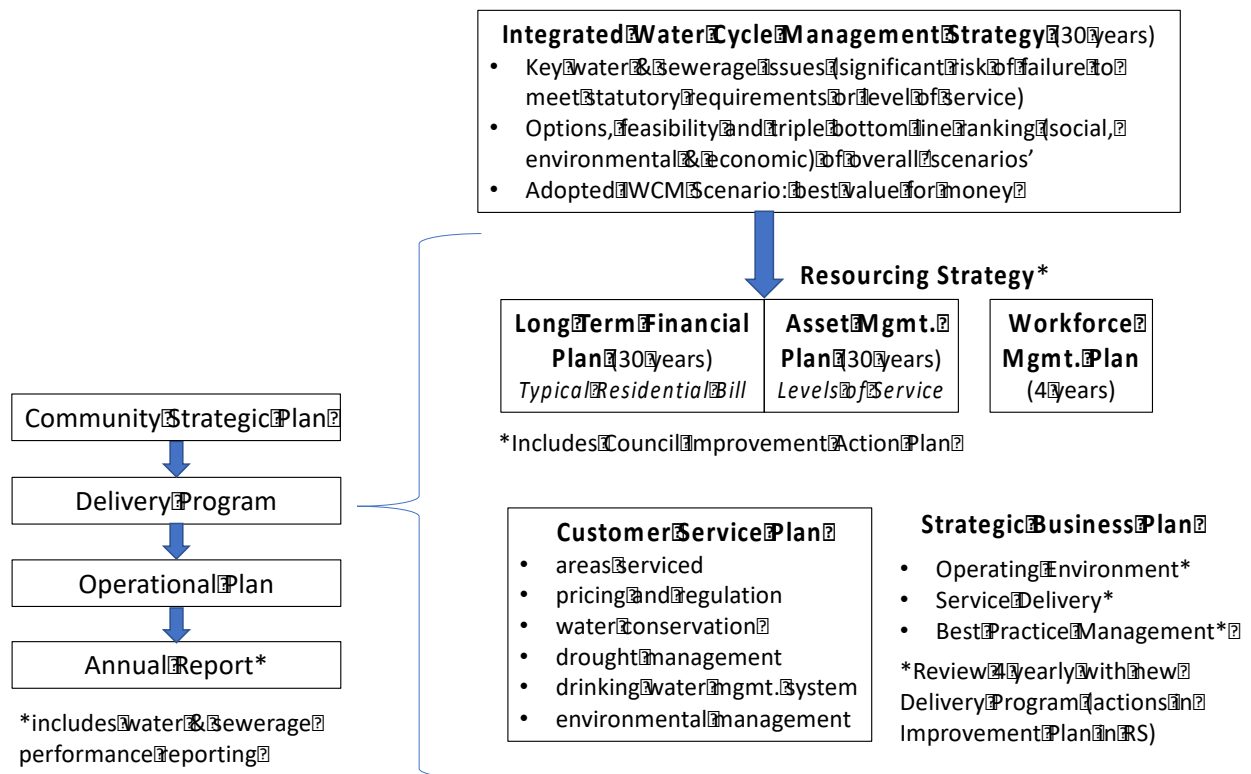 Integrated Water Cycle Management Strategy (30 years)
• Key water & sewerage issues (significant risk of failure to
meet statutory requirements or level of service)
• Options, feasibility and triple bottom line ranking (social,
environmental & economic) of overall 'scenarios'
• Adopted IWCM Scenario: best value for money
Resourcing Strategy*
Long Term Financial
Plan (30 years)
Typical Residential Bill
Asset Mgmt.
Plan (30 years)
Levels of Service
Workforce
Mgmt. Plan
(4 years)
*Includes Council Improvement Action Plan
Community Strategic Plan
Delivery Program
Operational Plan
Annual Report*
*includes water & sewerage
performance reporting
Customer Service Plan
• areas serviced
• pricing and regulation
• water conservation
• drought management
• drinking water mgmt. system
• environmental management
Strategic Business Plan
• Operating Environment*
• Service Delivery*
• Best Practice Management*
*Review 4 yearly with new
Delivery Program (actions in
Improvement Plan in RS)